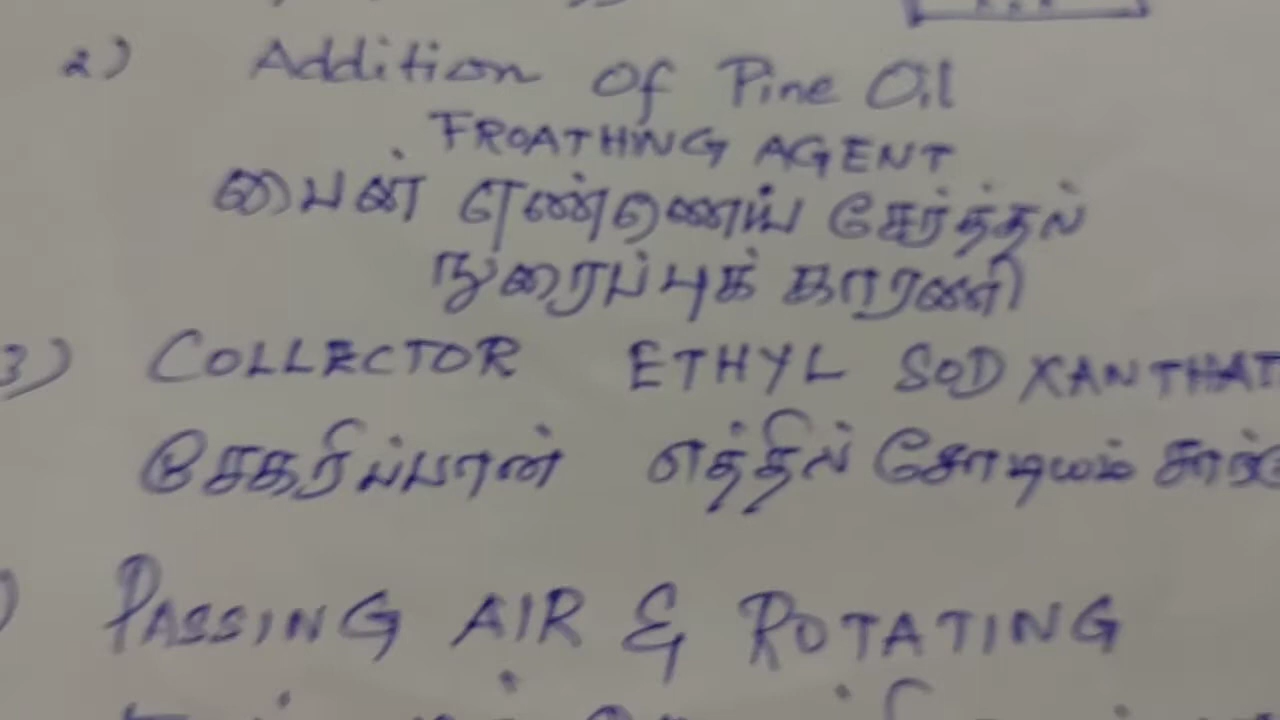 2) Addition Of Pine Oil
FROATHING AGENT
பைன் எண்ணெய் சேர்த்தல்
நுரைப்புக் காரணி
3) COLLECTOR ETHYL SOD XANTHAT
சேகரிப்பான் எத்தில் சோடியம்
) PASSING AIR & ROTATING